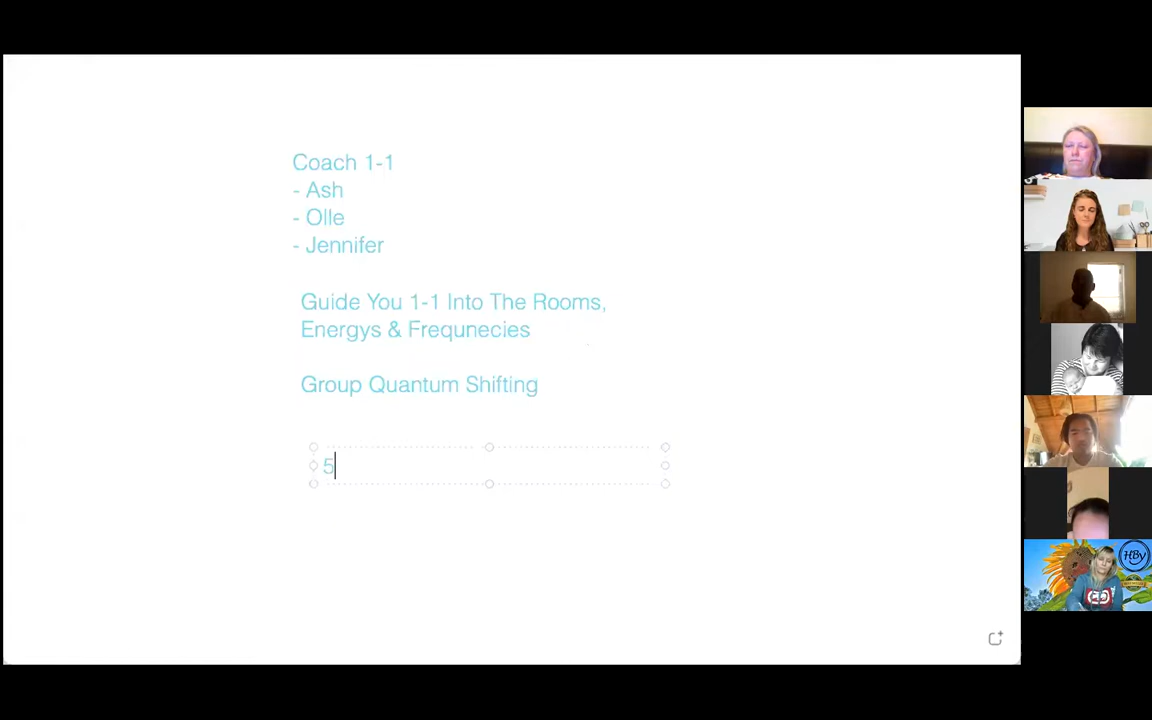 Coach 1-1
- Ash
- Olle
- Jennifer
Guide You 1-1 Into The Rooms,
Energys & Frequnecies
Group Quantum Shifting
5
HBy